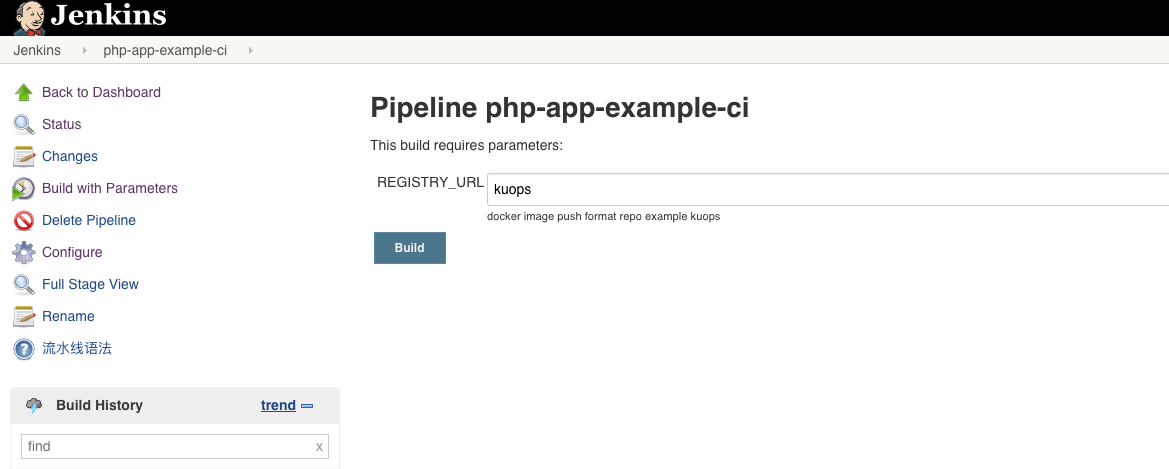 Jenkins
Jenkins php-app-example-ci
Back to Dashboard
Status
Changes
Build with Parameters
Delete Pipeline
Configure
Full Stage View
Rename
流水线语法
Build History trend
find x
Pipeline php-app-example-ci
This build requires parameters:
REGISTRY_URL kuops
docker image push format repo example kuops
Build